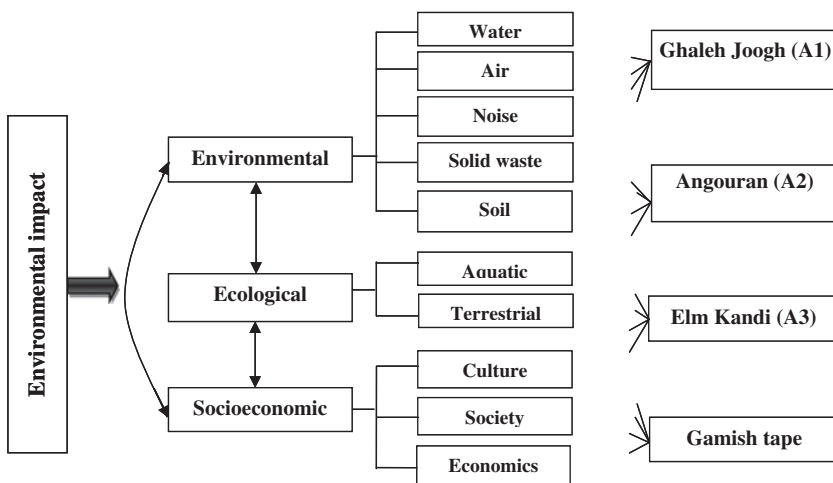 Environmental impact
Environmental
Ecological
Socioeconomic
Water
Air
Noise
Solid waste
Soil
Aquatic
Terrestrial
Culture
Society
Economics
Ghaleh Joogh (A1)
Angouran (A2)
Elm Kandi (A3)
Gamish tape